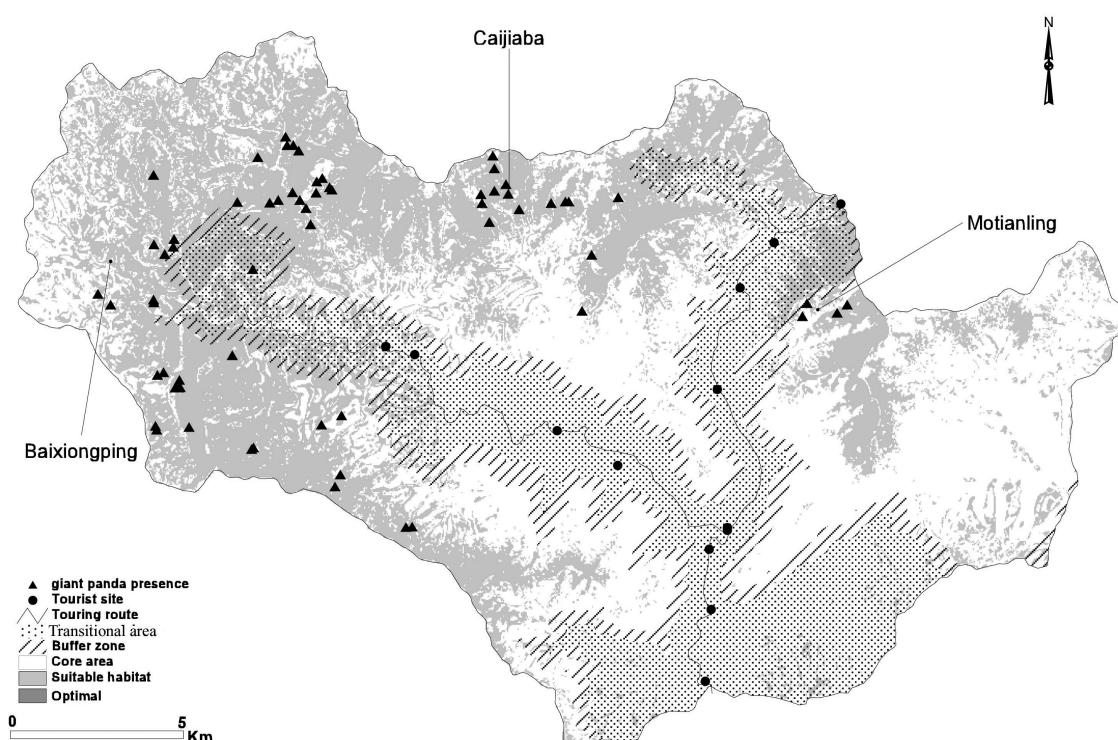 N
Caijiaba
Motianling
Baixiongping
giant panda presence
Tourist site
Touring route
Transitional área
Buffer zone
Core area
Suitable habitat
Optimal
0 5
Km